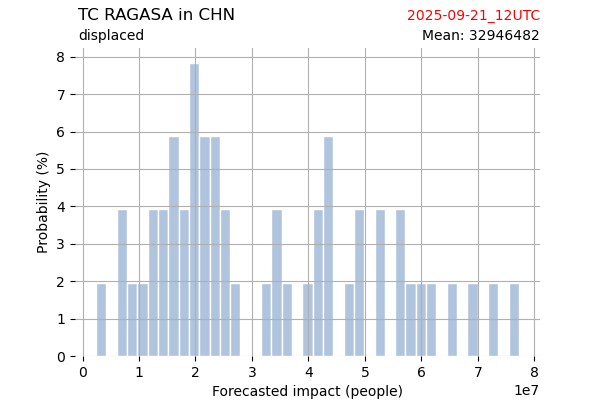 TC RAGASA in CHN
2025-09-21_12UTC
displaced
Mean: 32946482
8
7
6
5
4
3
2
1
0
Probability (%)
0 1 2 3 4 5 6 7 8
1e7
Forecasted impact (people)